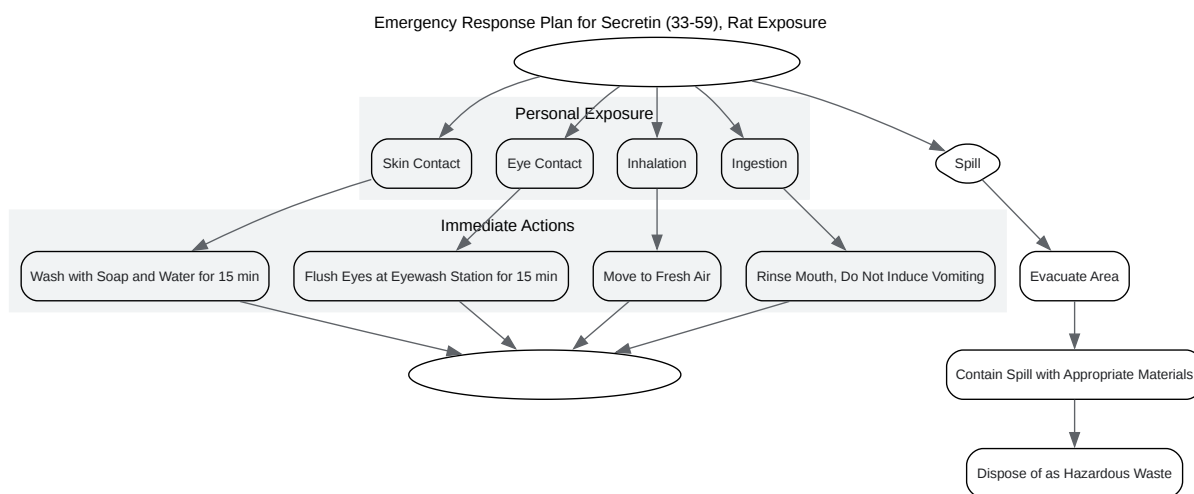 Emergency Response Plan for Secretin (33-59), Rat Exposure
Personal Exposure
Skin Contact
Eye Contact
Inhalation
Ingestion
Spill
Immediate Actions
Wash with Soap and Water for 15 min
Flush Eyes at Eyewash Station for 15 min
Move to Fresh Air
Rinse Mouth, Do Not Induce Vomiting
Evacuate Area
Contain Spill with Appropriate Materials
Dispose of as Hazardous Waste